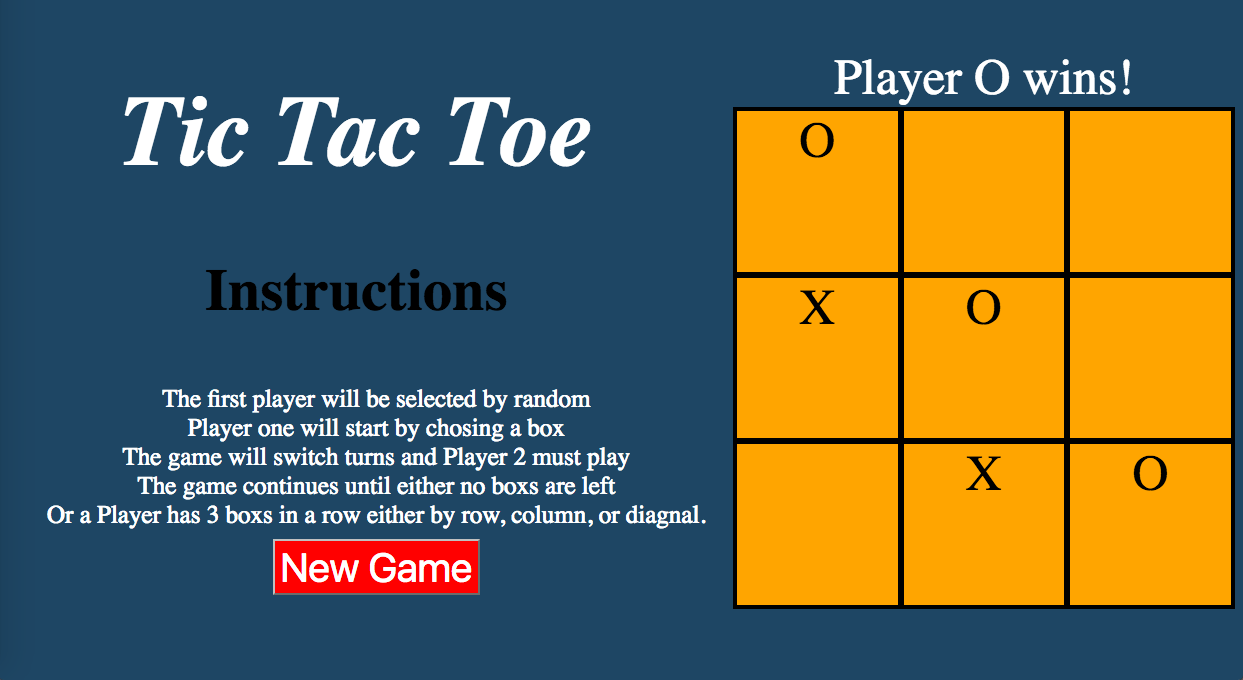 Tic Tac Toe
Instructions
The first player will be selected by random
Player one will start by chosing a box
The game will switch turns and Player 2 must play
The game continues until either no boxs are left
Or a Player has 3 boxs in a row either by row, column, or diagnal.
New Game
Player O wins!
O
X O
X O